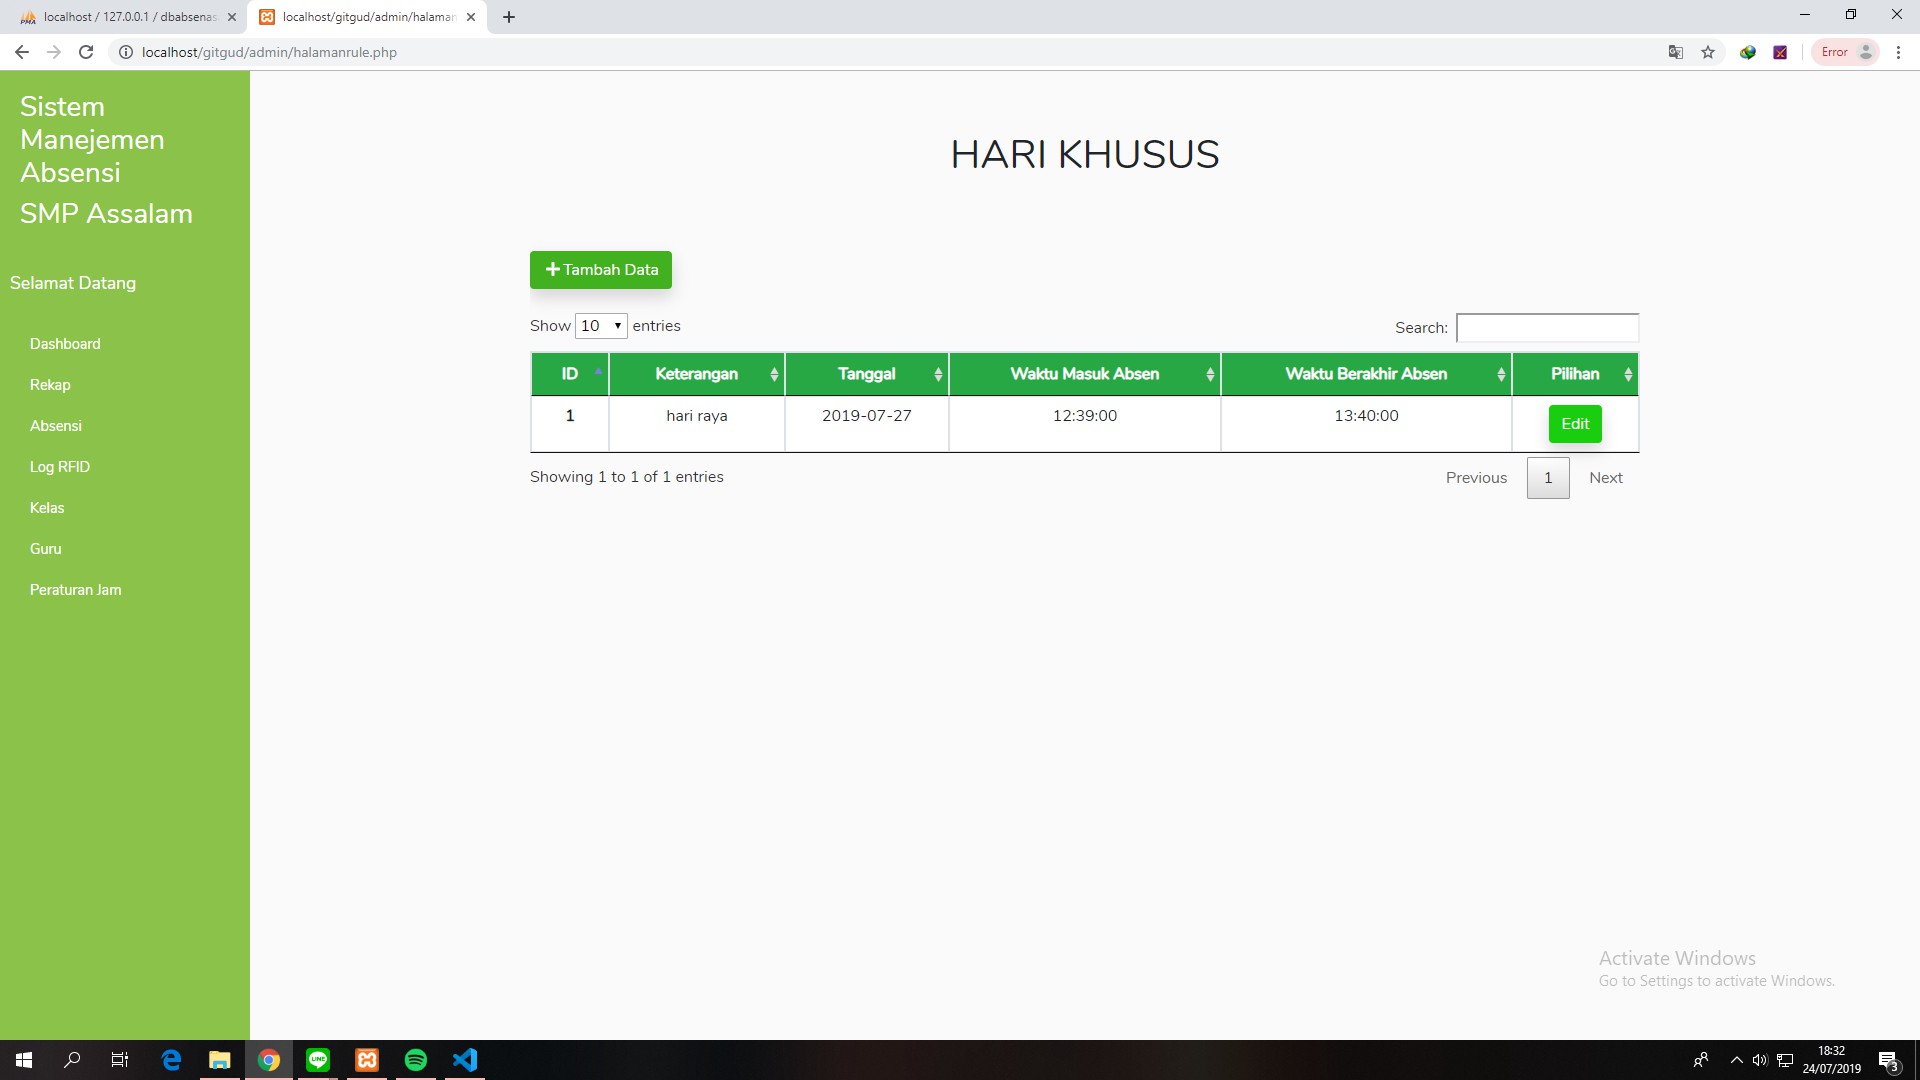 localhost / 127.0.0.1 / dbabsenas
localhost/gitgud/admin/halaman
localhost/gitgud/admin/halamanrule.php
Error
Sistem
Manejemen
Absensi
SMP Assalam
Selamat Datang
Dashboard
Rekap
Absensi
Log RFID
Kelas
Guru
Peraturan Jam
HARI KHUSUS
Tambah Data
Show 10 entries
Search:
ID Keterangan Tanggal Waktu Masuk Absen Waktu Berakhir Absen Pilihan
1 hari raya 2019-07-27 12:39:00 13:40:00 Edit
Showing 1 to 1 of 1 entries
Previous 1 Next
Activate Windows
Go to Settings to activate Windows.
PMA
LINE
18:32
24/07/2019
3